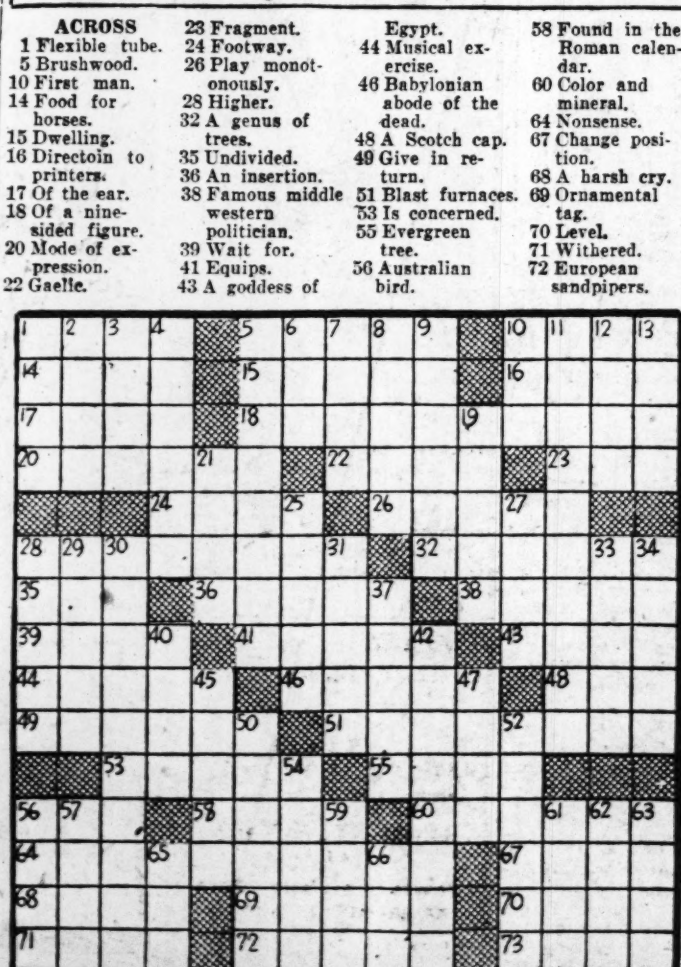 ACROSS
1 Flexible tube.
5 Brushwood.
10 First man.
14 Food for
horses.
15 Dwelling.
16 Directoin to
printers.
17 Of the ear.
18 Of a nine-
sided figure.
20 Mode of ex-
pression.
22 Gaelic.
23 Fragment.
24 Footway.
26 Play monot-
onously.
28 Higher.
32 A genus of
trees.
35 Undivided.
36 An insertion.
38 Famous middle
western
politician.
39 Wait for.
41 Equips.
43 A goddess of
Egypt.
44 Musical ex-
ercise.
46 Babylonian
abode of the
dead.
48 A Scotch cap.
49 Give in re-
turn.
51 Blast furnaces.
53 Is concerned.
55 Evergreen
tree.
56 Australian
bird.
58 Found in the
Roman calen-
dar.
60 Color and
mineral.
64 Nonsense.
67 Change posi-
tion.
68 A harsh cry.
69 Ornamental
tag.
70 Level.
71 Withered.
72 European
sandpipers.
1 2 3 4 5 6 7 8 9 10 11 12 13
14 15 16
17 18 19
20 21 22 23
24 25 26 27
28 29 30 31 32 33 34
35 36 37 38
39 40 41 42 43
44 45 46 47 48
49 50 51 52
53 54 55
56 57 58 59 60 61 62 63
64 65 66 67
68 69 70
71 72 73